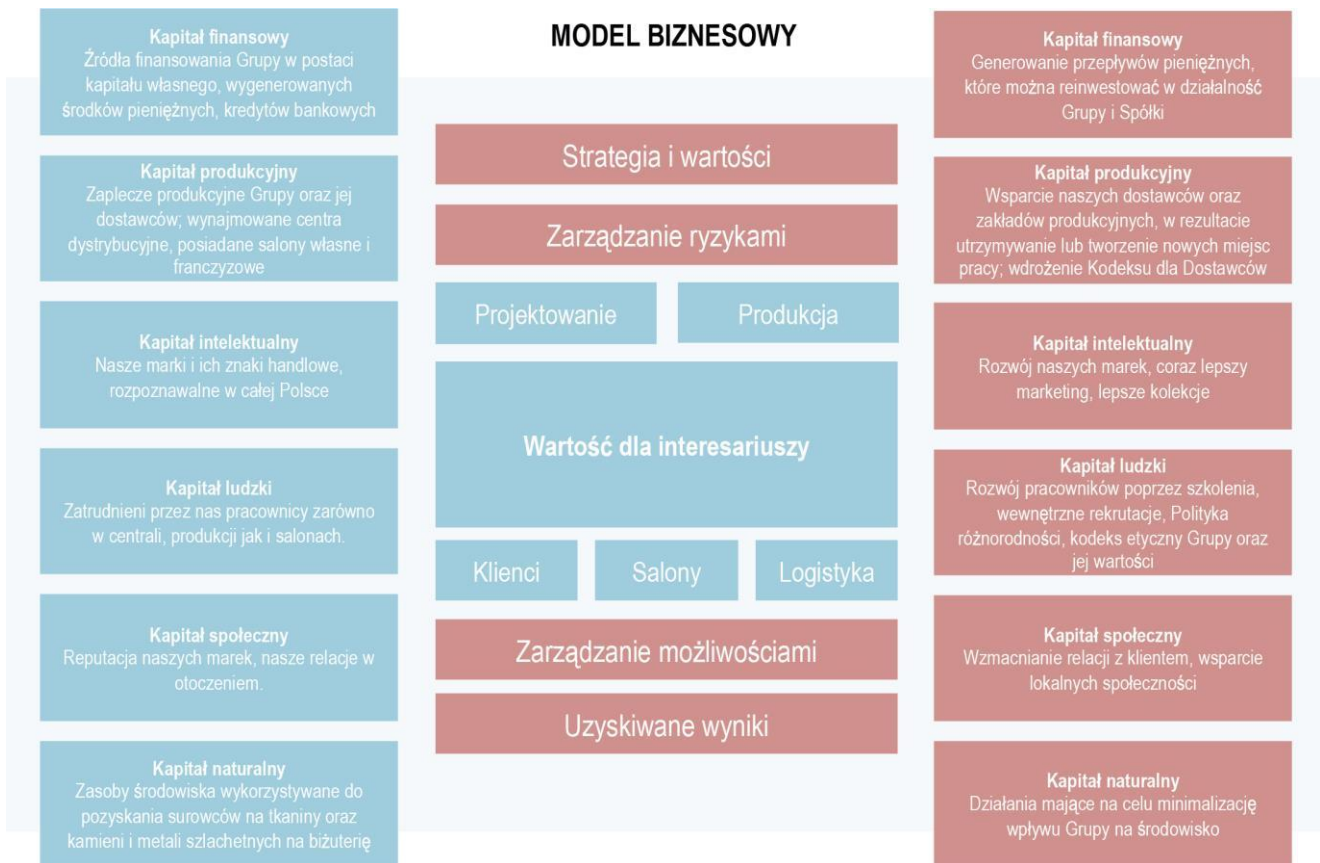 Kapitał finansowy
Źródła finansowania Grupy w postaci
kapitału własnego, wygenerowanych
środków pieniężnych, kredytów bankowych
Kapitał produkcyjny
Zaplecze produkcyjne Grupy oraz jej
dostawców; wynajmowane centra
dystrybucyjne, posiadane salony własne i
franczyzowe
Kapitał intelektualny
Nasze marki i ich znaki handlowe,
rozpoznawalne w całej Polsce
Kapitał ludzki
Zatrudnieni przez nas pracownicy zarówno
w centrali, produkcji jak i salonach.
Kapitał społeczny
Reputacja naszych marek, nasze relacje w
otoczeniem.
Kapitał naturalny
Zasoby środowiska wykorzystywane do
pozyskania surowców na tkaniny oraz
kamieni i metali szlachetnych na biżuterię
MODEL BIZNESOWY
Strategia i wartości
Zarządzanie ryzykami
Projektowanie
Produkcja
Wartość dla interesariuszy
Klienci
Salony
Logistyka
Zarządzanie możliwościami
Uzyskiwane wyniki
Kapitał finansowy
Generowanie przepływów pieniężnych,
które można reinwestować w działalność
Grupy i Spółki
Kapitał produkcyjny
Wsparcie naszych dostawców oraz
zakładów produkcyjnych, w rezultacie
utrzymywanie lub tworzenie nowych miejsc
pracy; wdrożenie Kodeksu dla Dostawców
Kapitał intelektualny
Rozwój naszych marek, coraz lepszy
marketing, lepsze kolekcje
Kapitał ludzki
Rozwój pracowników poprzez szkolenia,
wewnętrzne rekrutacje, Polityka
różnorodności, kodeks etyczny Grupy oraz
jej wartości
Kapitał społeczny
Wzmacnianie relacji z klientem, wsparcie
lokalnych społeczności
Kapitał naturalny
Działania mające na celu minimalizację
wpływu Grupy na środowisko